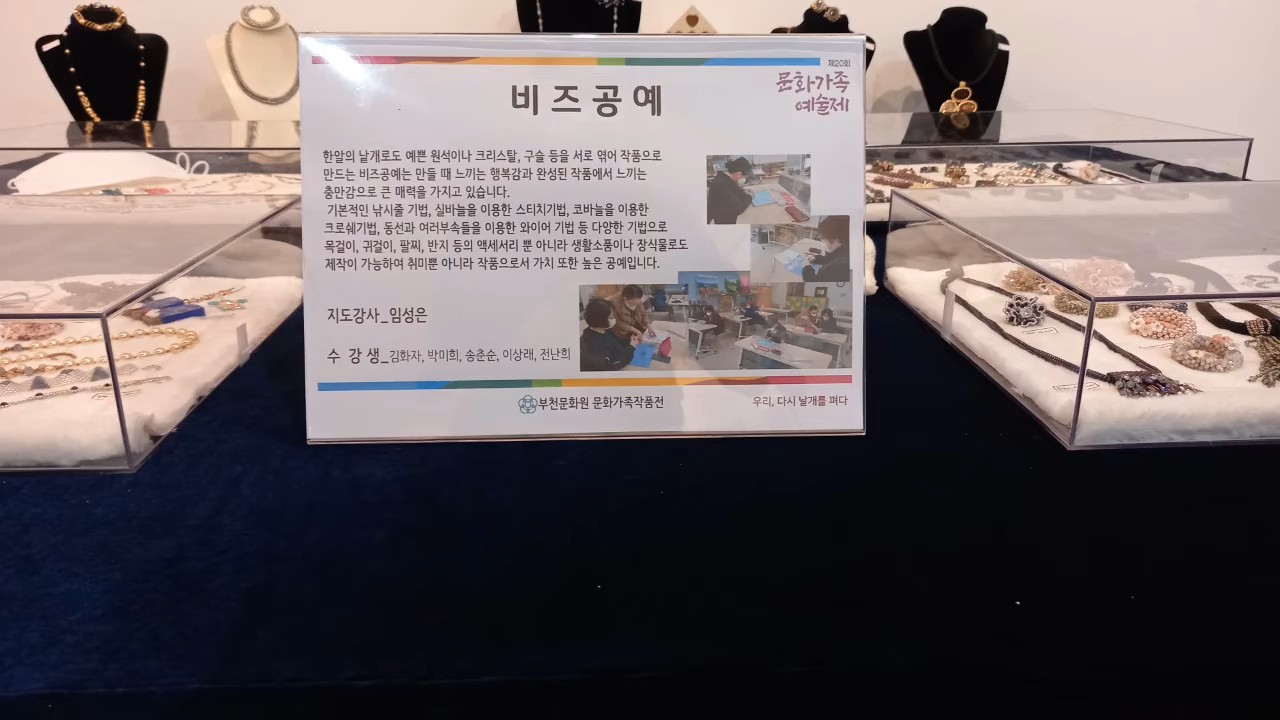 제20회
문화가족
예술제
비즈공예
한알의 낱개로도 예쁜 원석이나 크리스탈, 구슬 등을 서로 엮어 작품으로
만드는 비즈공예는 만들 때 느끼는 행복감과 완성된 작품에서 느끼는
충만감으로 큰 매력을 가지고 있습니다.
기본적인 낚시줄 기법, 실바늘을 이용한 스티치기법, 코바늘을 이용한
크로쉐기법, 동선과 여러부속들을 이용한 와이어 기법 등 다양한 기법으로
목걸이, 귀걸이, 팔찌, 반지 등의 액세서리 뿐 아니라 생활소품이나 장식물로도
제작이 가능하여 취미뿐 아니라 작품으로서 가치 또한 높은 공예입니다.
지도강사_임성은
수 강 생_김화자, 박미희, 송춘순, 이상래, 전난희
부천문화원 문화가족작품전
우리, 다시 날개를 펴다